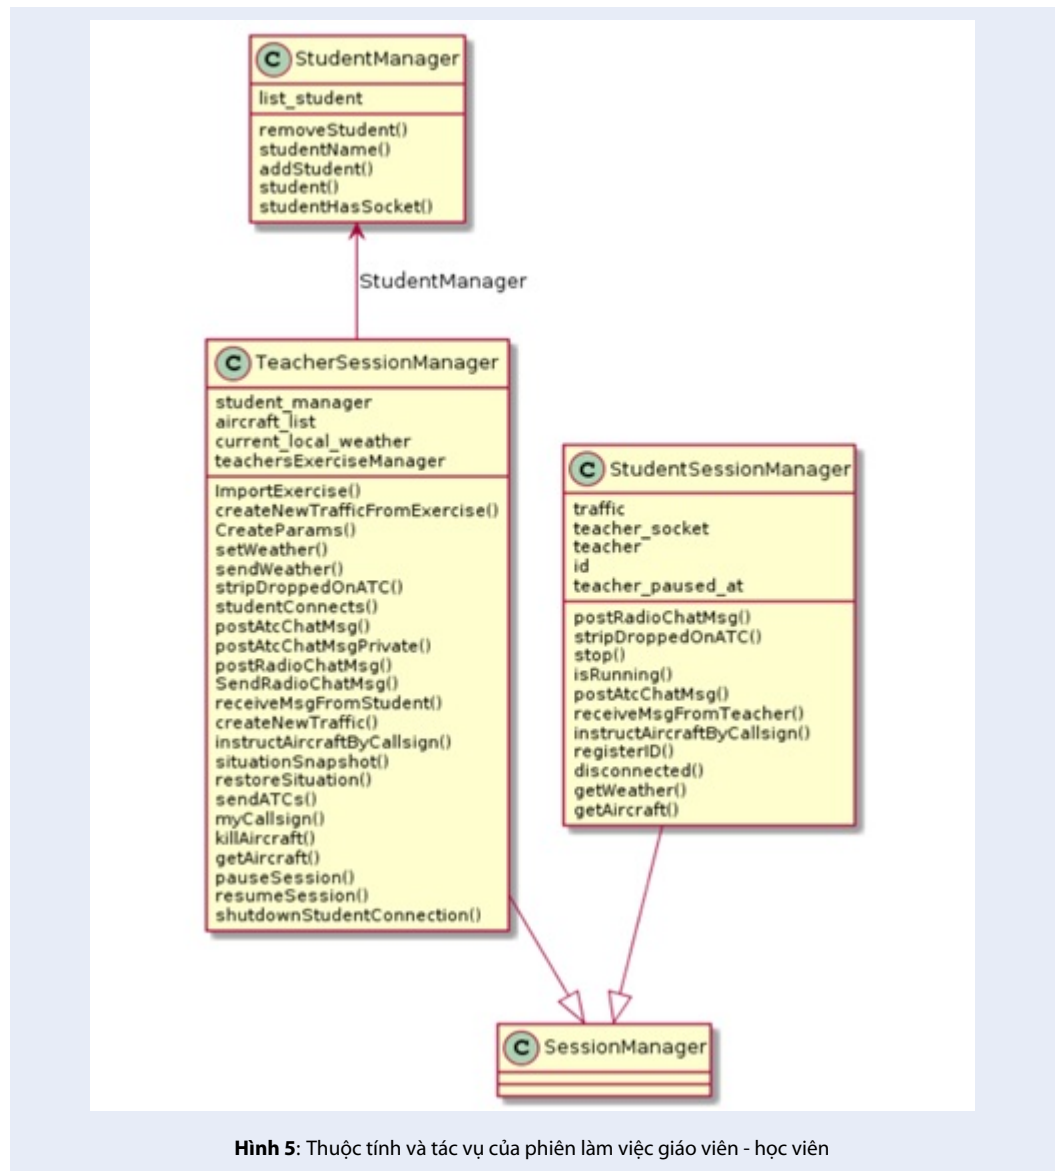 C StudentManager
list_student
removeStudent()
studentName()
addStudent()
student()
studentHasSocket()
StudentManager
C TeacherSessionManager
student_manager
aircraft_list
current_local_weather
teachersExerciseManager
ImportExercise()
createNewTrafficFromExercise()
CreateParams()
setWeather()
sendWeather()
stripDroppedOnATC()
studentConnects()
postAtcChatMsg()
postAtcChatMsgPrivate()
postRadioChatMsg()
SendRadioChatMsg()
receiveMsgFromStudent()
createNewTraffic()
instructAircraftByCallsign()
situationSnapshot()
restoreSituation()
sendATCs()
myCallsign()
killAircraft()
getAircraft()
pauseSession()
resumeSession()
shutdownStudentConnection()
C StudentSessionManager
traffic
teacher_socket
teacher
id
teacher_paused_at
postRadioChatMsg()
stripDroppedOnATC()
stop()
isRunning()
postAtcChatMsg()
receiveMsgFromTeacher()
instructAircraftByCallsign()
registerID()
disconnected()
getWeather()
getAircraft()
C SessionManager
Hình 5: Thuộc tính và tác vụ của phiên làm việc giáo viên - học viên